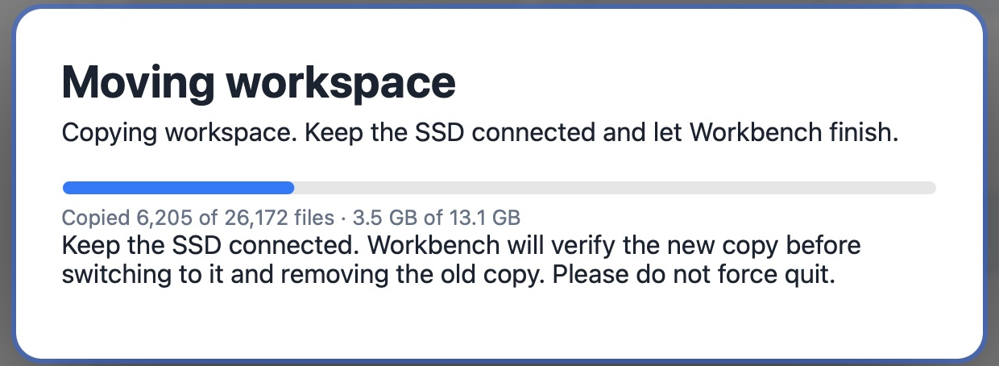 Moving workspace
Copying workspace. Keep the SSD connected and let Workbench finish.
Copied 6,205 of 26,172 files · 3.5 GB of 13.1 GB
Keep the SSD connected. Workbench will verify the new copy before
switching to it and removing the old copy. Please do not force quit.